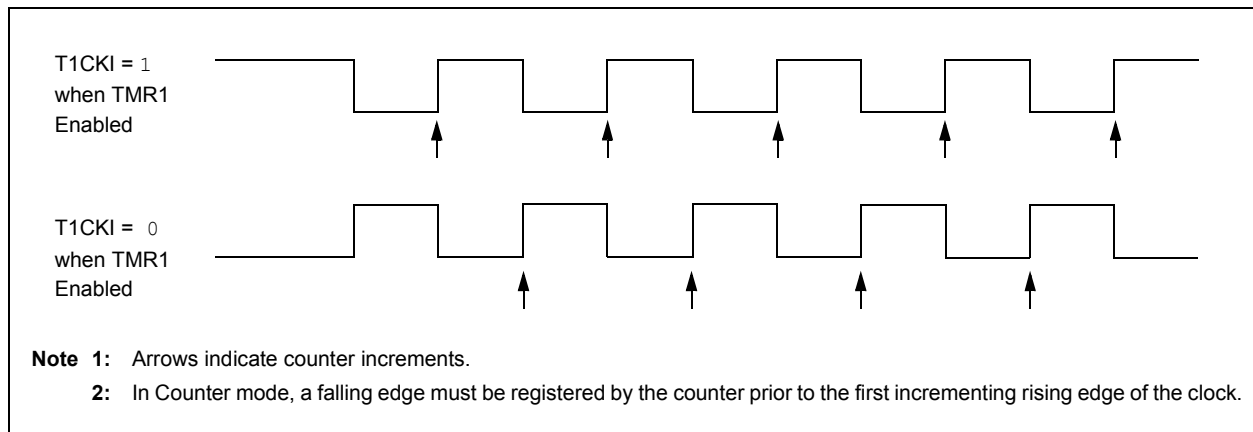 T1CKI = 1
when TMR1
Enabled
T1CKI = 0
when TMR1
Enabled
Note 1: Arrows indicate counter increments.
2: In Counter mode, a falling edge must be registered by the counter prior to the first incrementing rising edge of the clock.